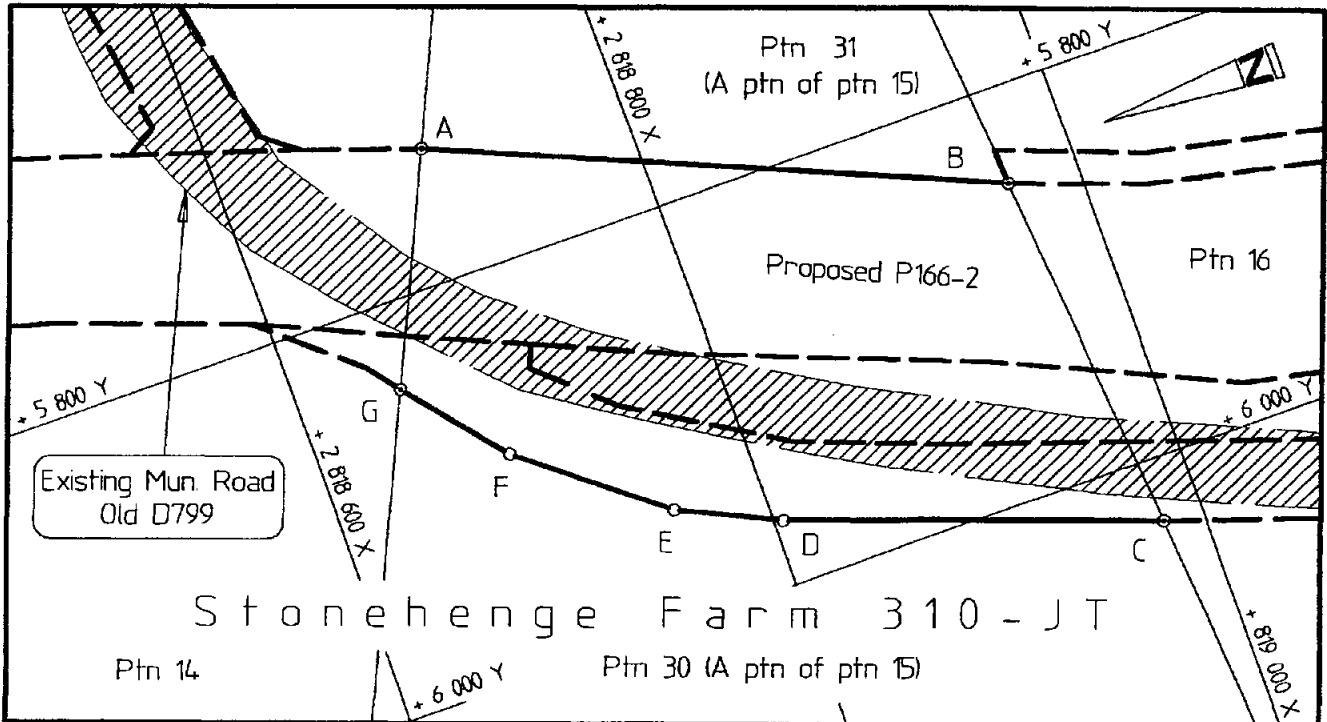 Ptn 31
(A ptn of ptn 15)
+ 5 800 Y
+ 2 818 800 X
N
A
B
Proposed P166-2
Ptn 16
+ 5 800 Y
G
+ 6 000 Y
Existing Mun. Road
Old D799
+ 2 818 600 X
F
E
D
C
Stonehenge Farm 310-JT
+ 819 000 X
Ptn 14
Ptn 30 (A ptn of ptn 15)
+ 6 000 Y